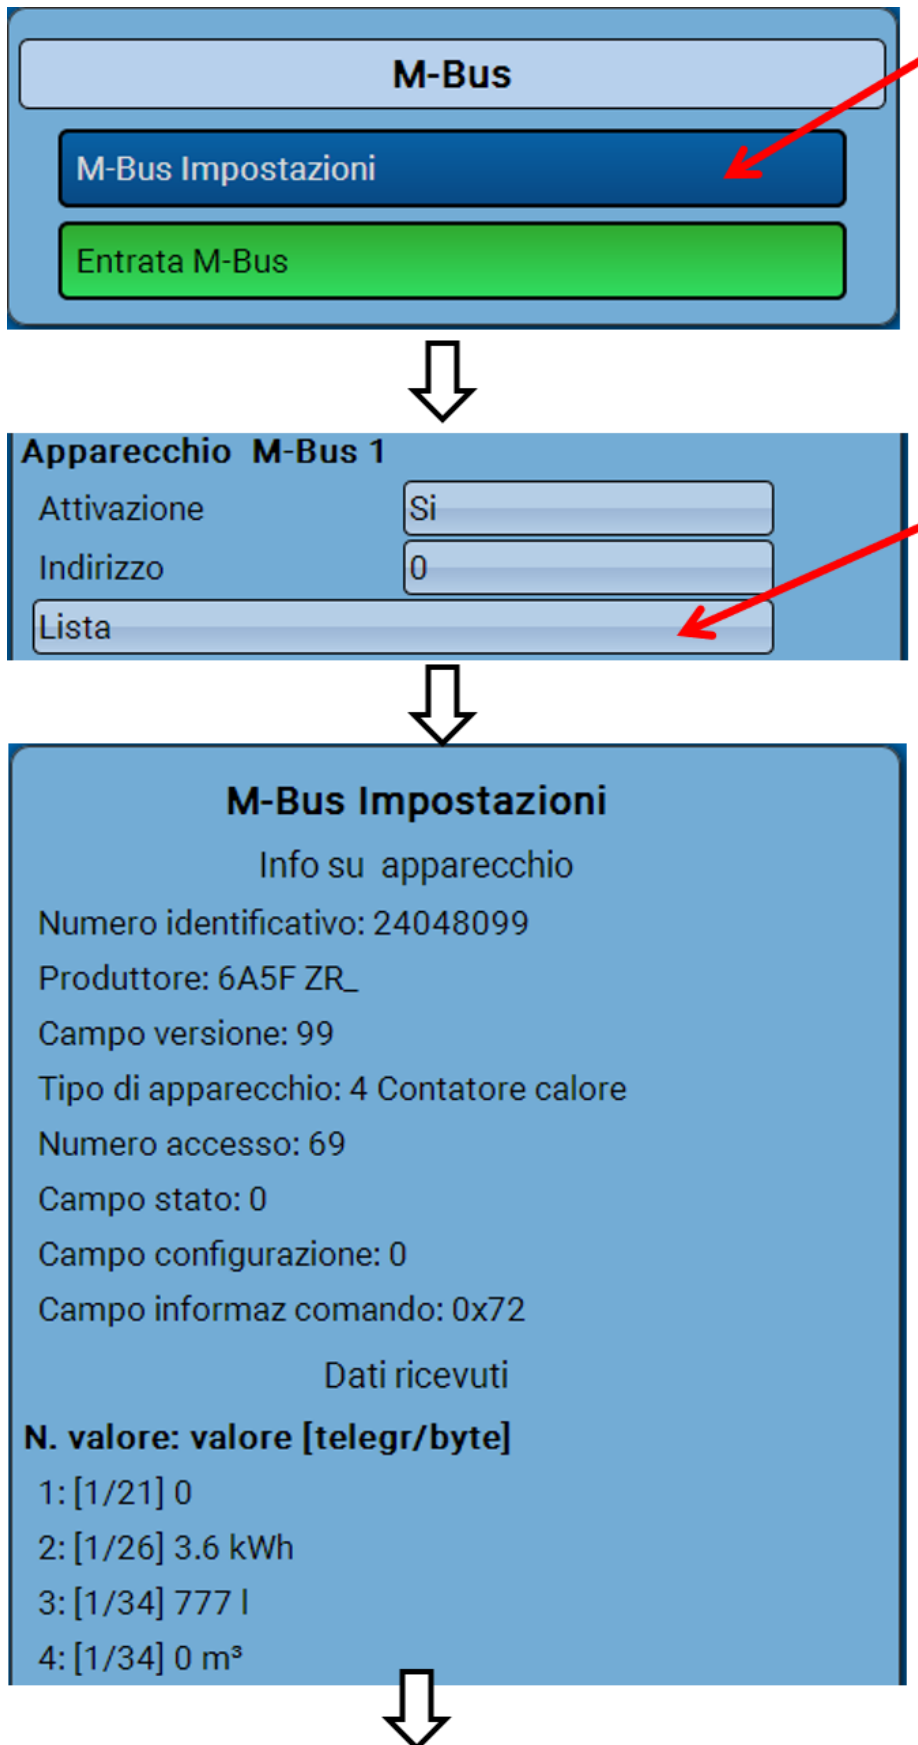 M-Bus
M-Bus Impostazioni
Entrata M-Bus
Apparecchio M-Bus 1
Attivazione Si
Indirizzo 0
Lista
M-Bus Impostazioni
Info su apparecchio
Numero identificativo: 24048099
Produttore: 6A5F ZR_
Campo versione: 99
Tipo di apparecchio: 4 Contatore calore
Numero accesso: 69
Campo stato: 0
Campo configurazione: 0
Campo informaz comando: 0x72
Dati ricevuti
N. valore: valore [telegr/byte]
1: [1/21] 0
2: [1/26] 3.6 kWh
3: [1/34] 777 l
4: [1/34] 0 m³